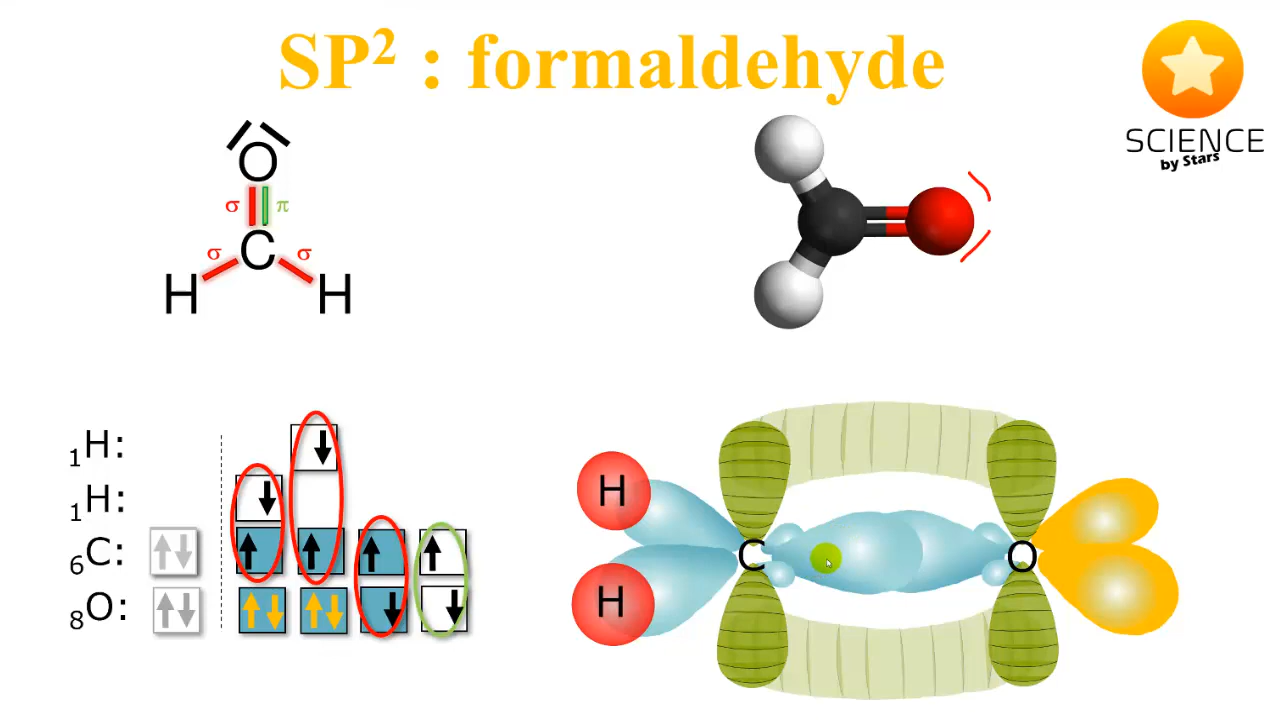 SP² : formaldehyde
SCIENCE
by Stars
O
σ π
σ C σ
H H
₁H:
₁H:
₆C:
₈O:
H
C O
H